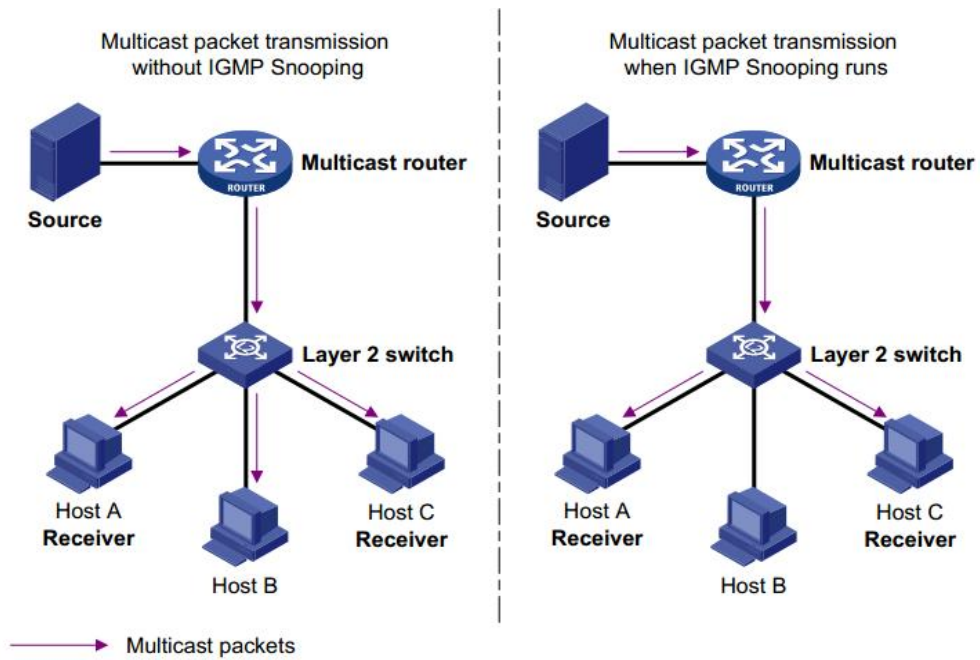 Multicast packet transmission
without IGMP Snooping
Source
ROUTER
Multicast router
Layer 2 switch
Host A
Receiver
Host B
Host C
Receiver
Multicast packet transmission
when IGMP Snooping runs
Source
ROUTER
Multicast router
Layer 2 switch
Host A
Receiver
Host B
Host C
Receiver
Multicast packets